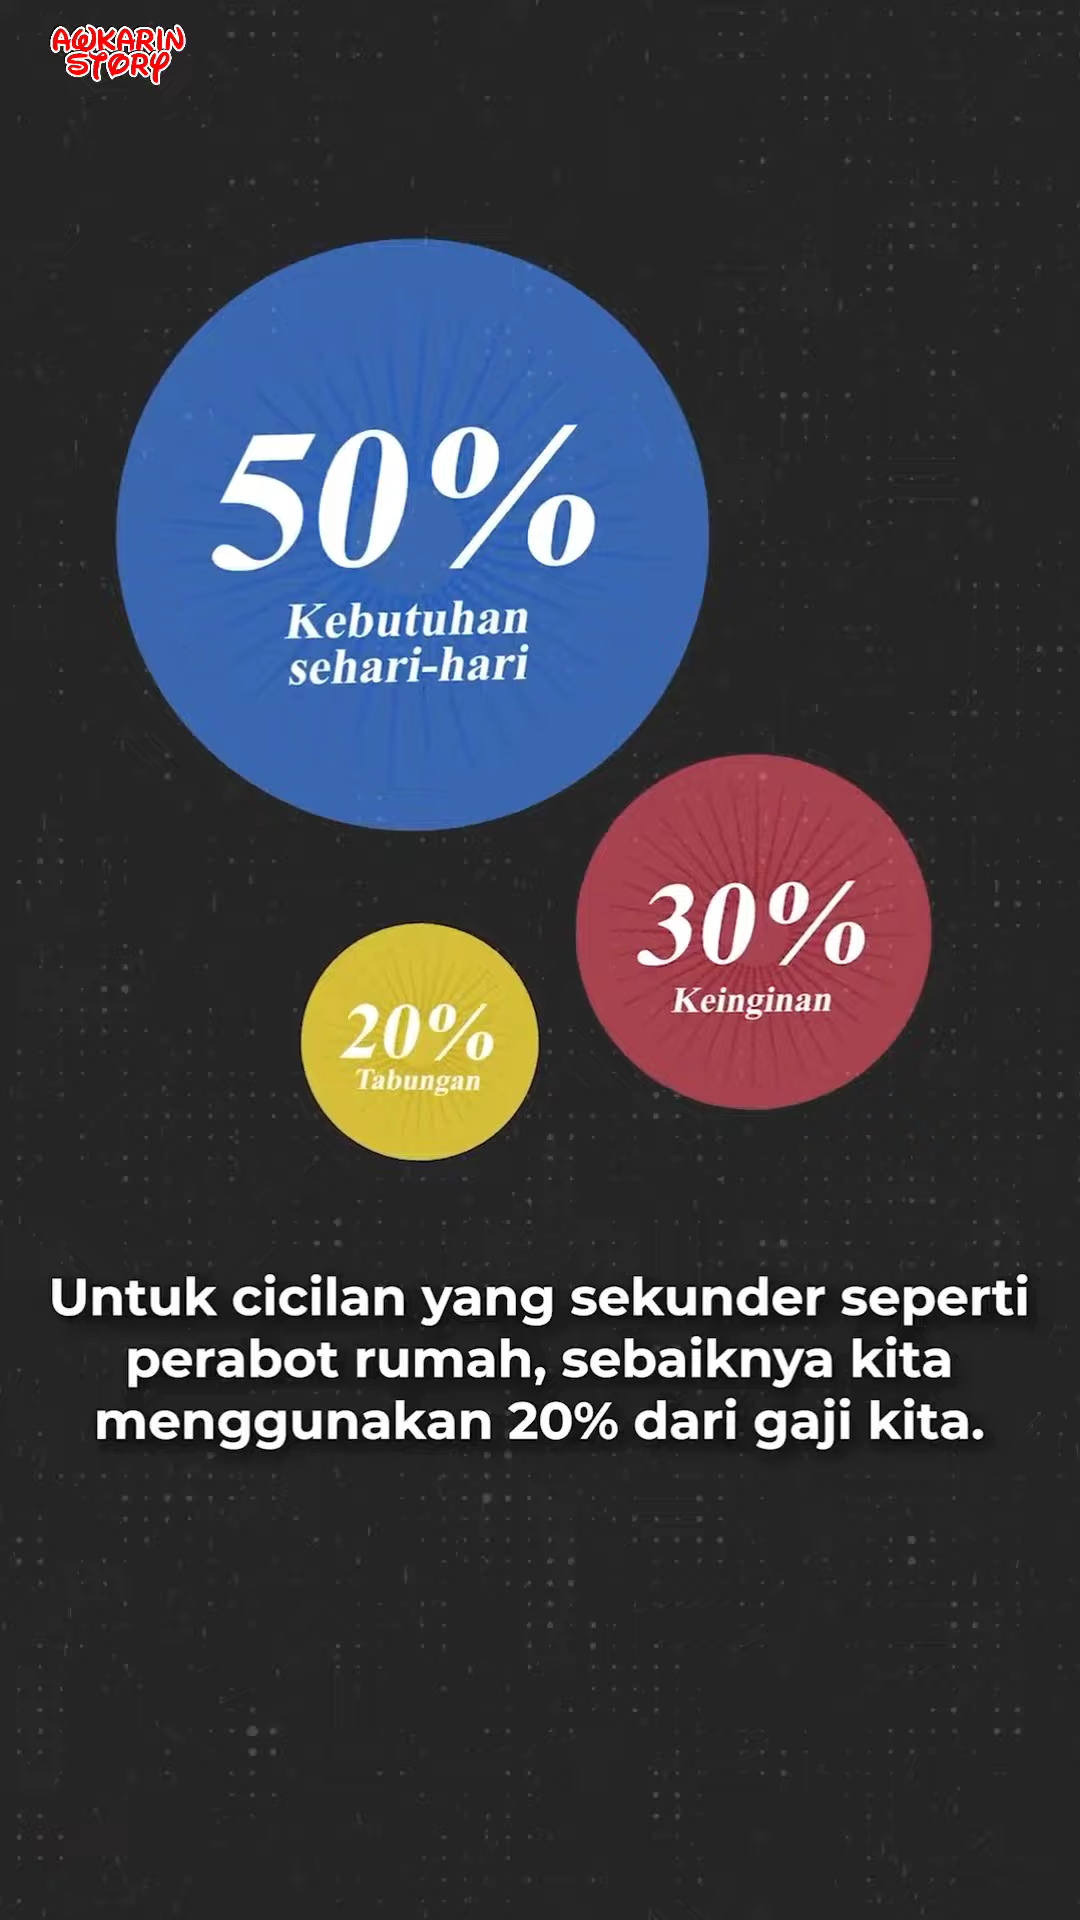 AWKARIN
STORY
50%
Kebutuhan
sehari-hari
30%
Keinginan
20%
Tabungan
Untuk cicilan yang sekunder seperti
perabot rumah, sebaiknya kita
menggunakan 20% dari gaji kita.